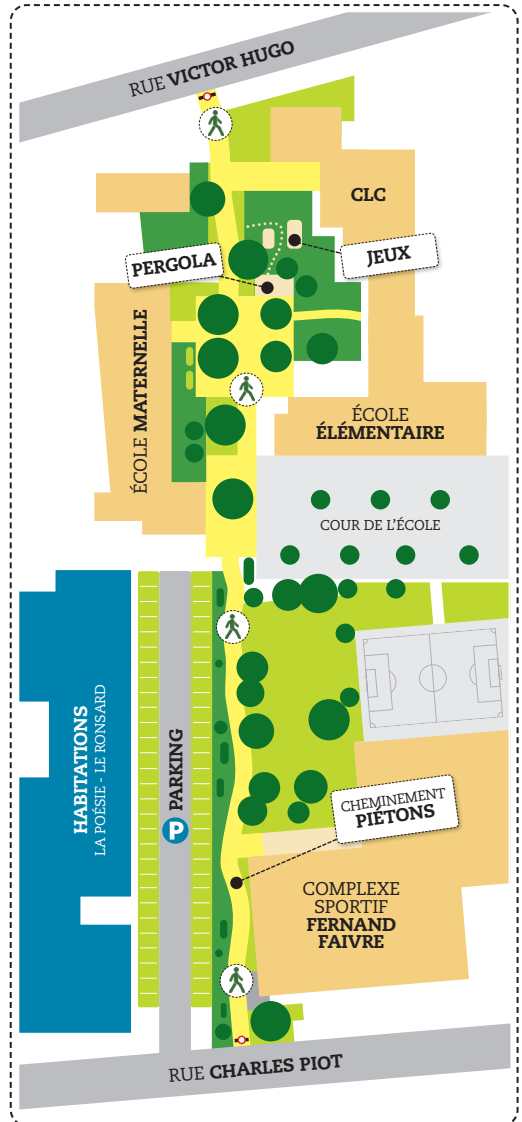 RUE VICTOR HUGO
CLC
JEUX
PERGOLA
ÉCOLE MATERNELLE
ÉCOLE
ÉLÉMENTAIRE
COUR DE L'ÉCOLE
HABITATIONS
LA POÉSIE - LE RONSARD
P PARKING
CHEMINEMENT
PIÉTONS
COMPLEXE
SPORTIF
FERNAND
FAIVRE
RUE CHARLES PIOT